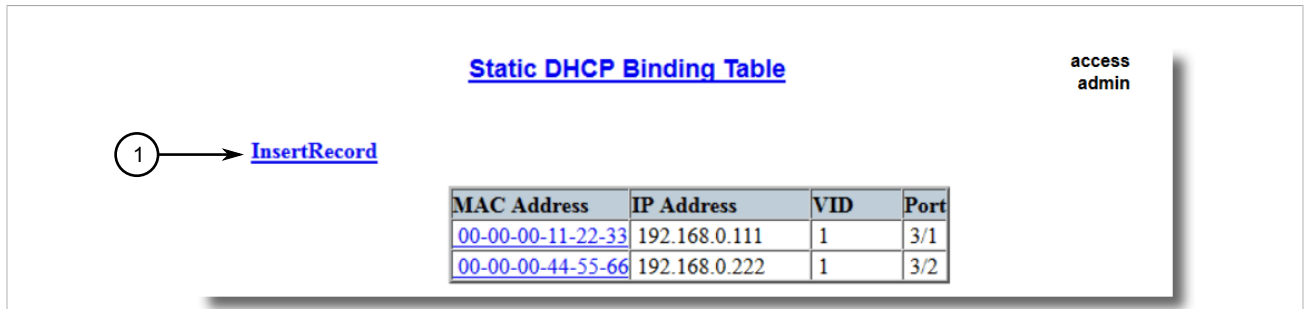 Static DHCP Binding Table
access
admin
1
InsertRecord
MAC Address IP Address VID Port
00-00-00-11-22-33 192.168.0.111 1 3/1
00-00-00-44-55-66 192.168.0.222 1 3/2